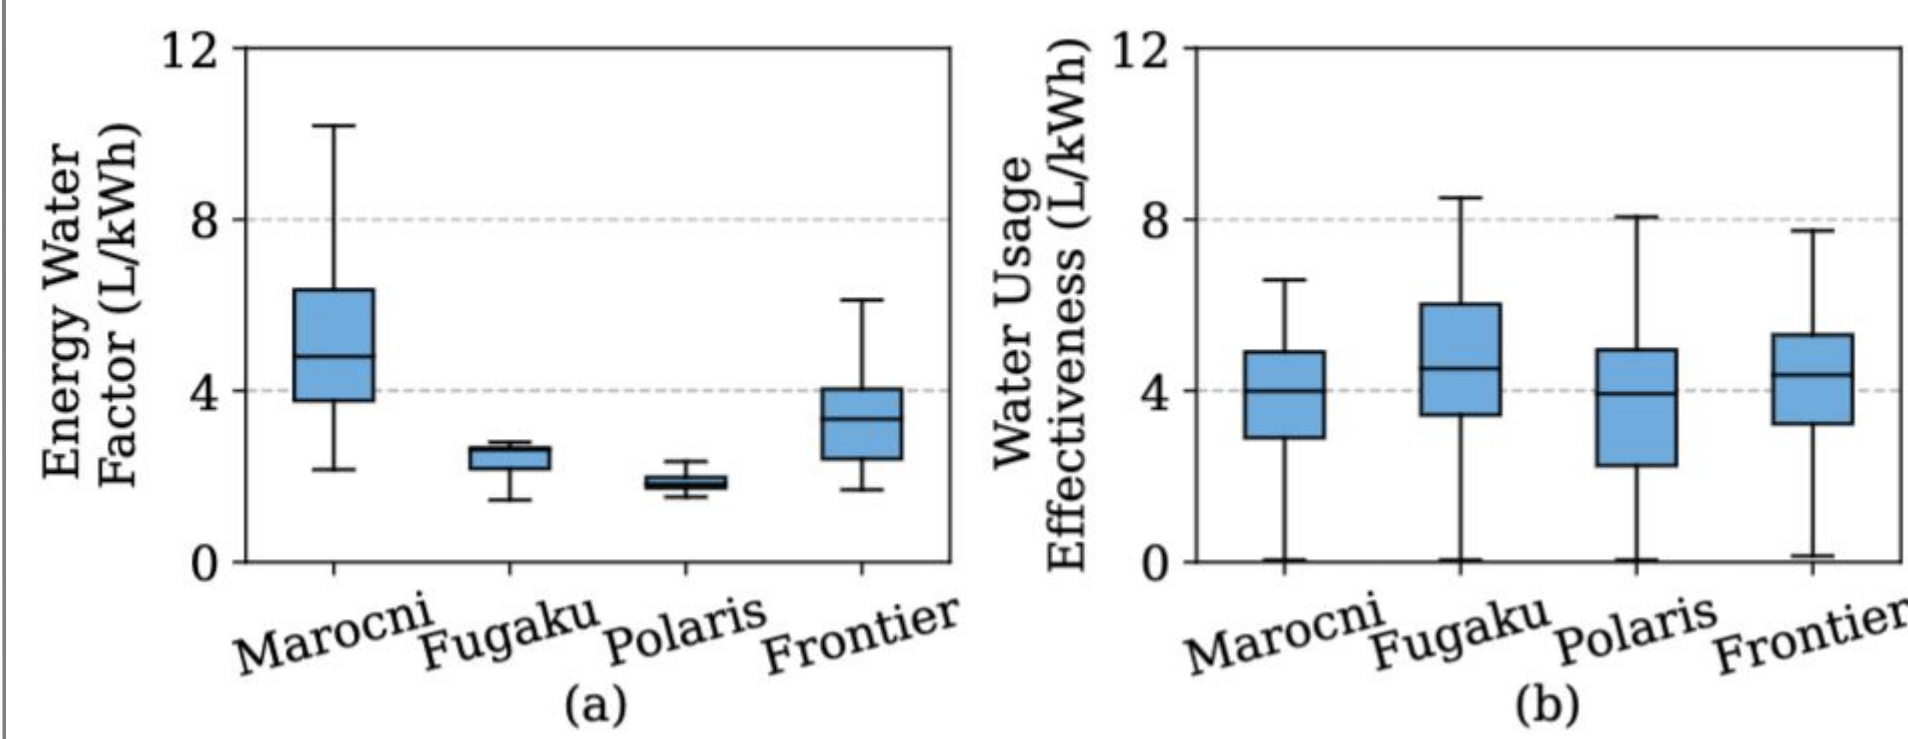 Energy Water
Factor (L/kWh)
12
8
4
0
Marocni
Fugaku
Polaris
Frontier
(a)
Water Usage
Effectiveness (L/kWh)
12
8
4
0
Marocni
Fugaku
Polaris
Frontier
(b)